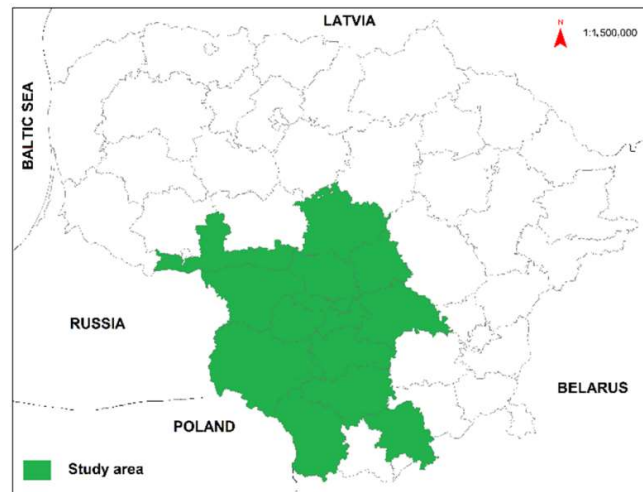 LATVIA
N
1:1,500,000
BALTIC SEA
RUSSIA
BELARUS
POLAND
Study area